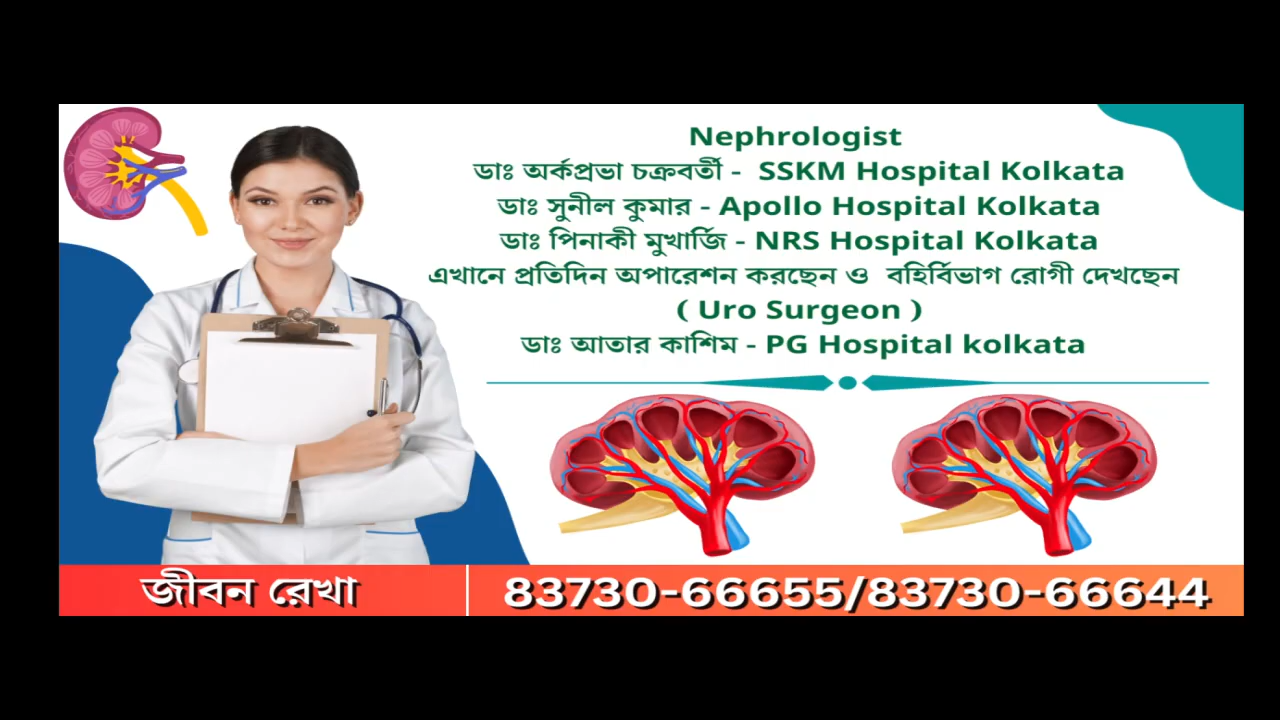 Nephrologist
ডাঃ অর্কপ্রভা চক্রবর্তী - SSKM Hospital Kolkata
ডাঃ সুনীল কুমার - Apollo Hospital Kolkata
ডাঃ পিনাকী মুখার্জি - NRS Hospital Kolkata
এখানে প্রতিদিন অপারেশন করছেন ও বহির্বিভাগ রোগী দেখছেন
( Uro Surgeon )
ডাঃ আতার কাশিম - PG Hospital kolkata
জীবন রেখা
83730-66655/83730-66644